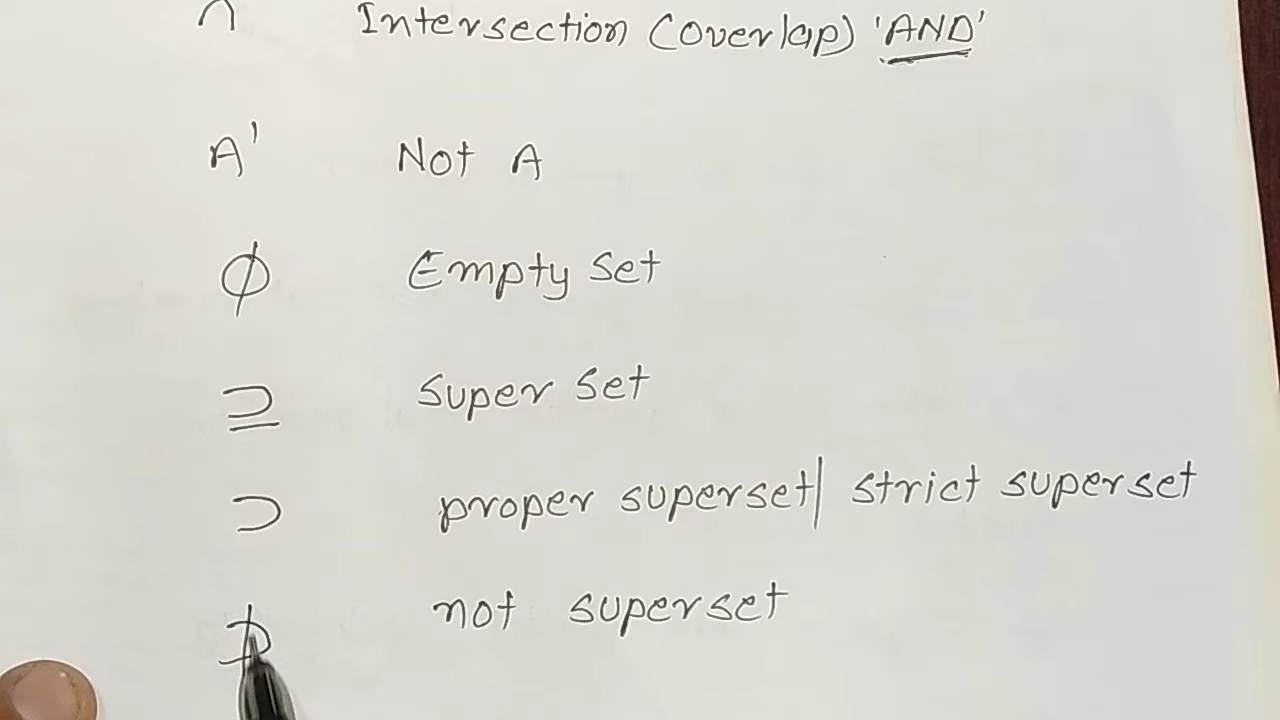 ∩ Intersection (overlap) 'AND'
A' Not A
ϕ Empty Set
⊇ Super Set
⊃ proper superset| strict superset
⊅ not superset